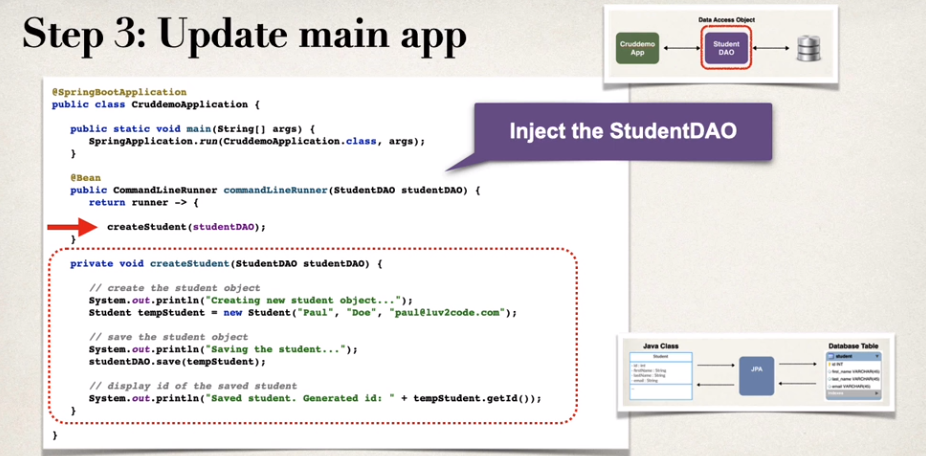 Step 3: Update main app
Data Access Object
Cruddemo
App
Student
DAO
@SpringBootApplication
public class CruddemoApplication {
public static void main(String[] args) {
SpringApplication.run(CruddemoApplication.class, args);
}
Inject the StudentDAO
@Bean
public CommandLineRunner commandLineRunner(StudentDAO studentDAO) {
return runner -> {
createStudent(studentDAO);
}
private void createStudent(StudentDAO studentDAO) {
// create the student object
System.out.println("Creating new student object...");
Student tempStudent = new Student("Paul", "Doe", "paul@luv2code.com");
// save the student object
System.out.println("Saving the student...");
studentDAO.save(tempStudent);
// display id of the saved student
System.out.println("Saved student. Generated id: " + tempStudent.getId());
}
}
Java Class
Student
- id : int
- firstName : String
- lastName : String
- email : String
JPA
Database Table
student
id INT
first_name VARCHAR(45)
last_name VARCHAR(45)
email VARCHAR(45)